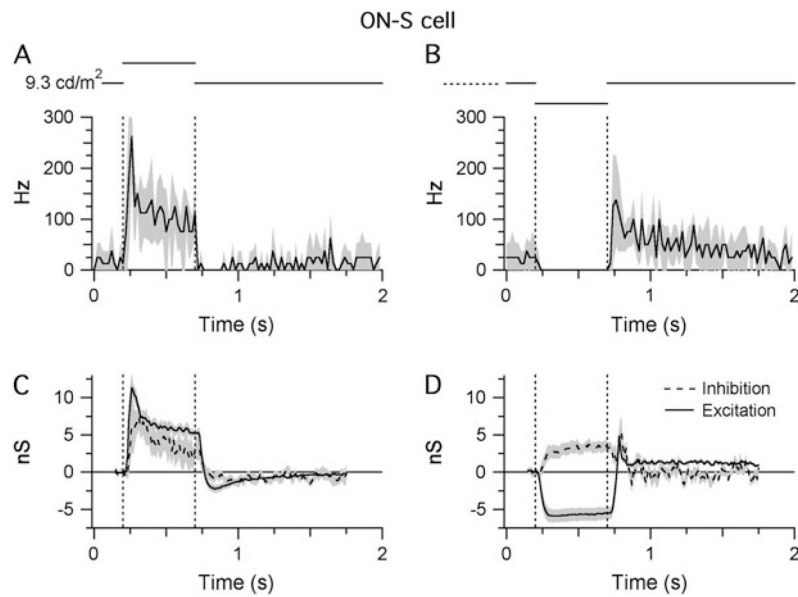 ON-S cell
A
B
9.3 cd/m²
300
200
100
0
Hz
0
1
2
Time (s)
300
200
100
0
Hz
0
1
2
Time (s)
C
10
5
0
-5
nS
0
1
2
Time (s)
D
Inhibition
Excitation
10
5
0
-5
nS
0
1
2
Time (s)